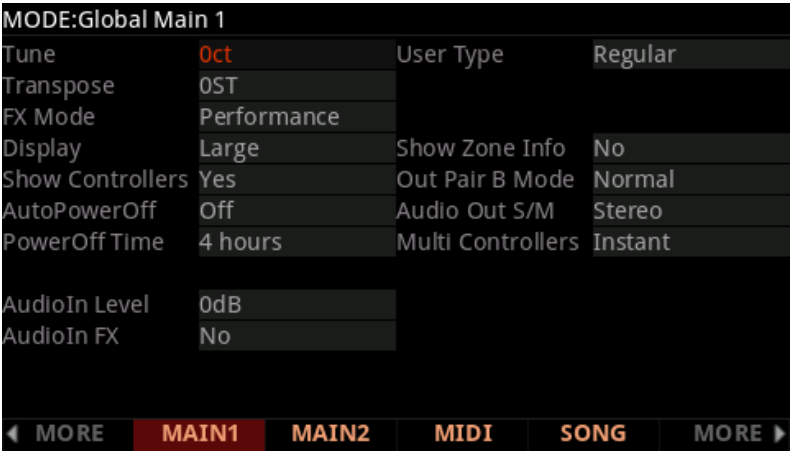 MODE:Global Main 1
Tune 0ct User Type Regular
Transpose 0ST
FX Mode Performance
Display Large Show Zone Info No
Show Controllers Yes Out Pair B Mode Normal
AutoPowerOff Off Audio Out S/M Stereo
PowerOff Time 4 hours Multi Controllers Instant
AudioIn Level 0dB
AudioIn FX No
MORE MAIN1 MAIN2 MIDI SONG MORE